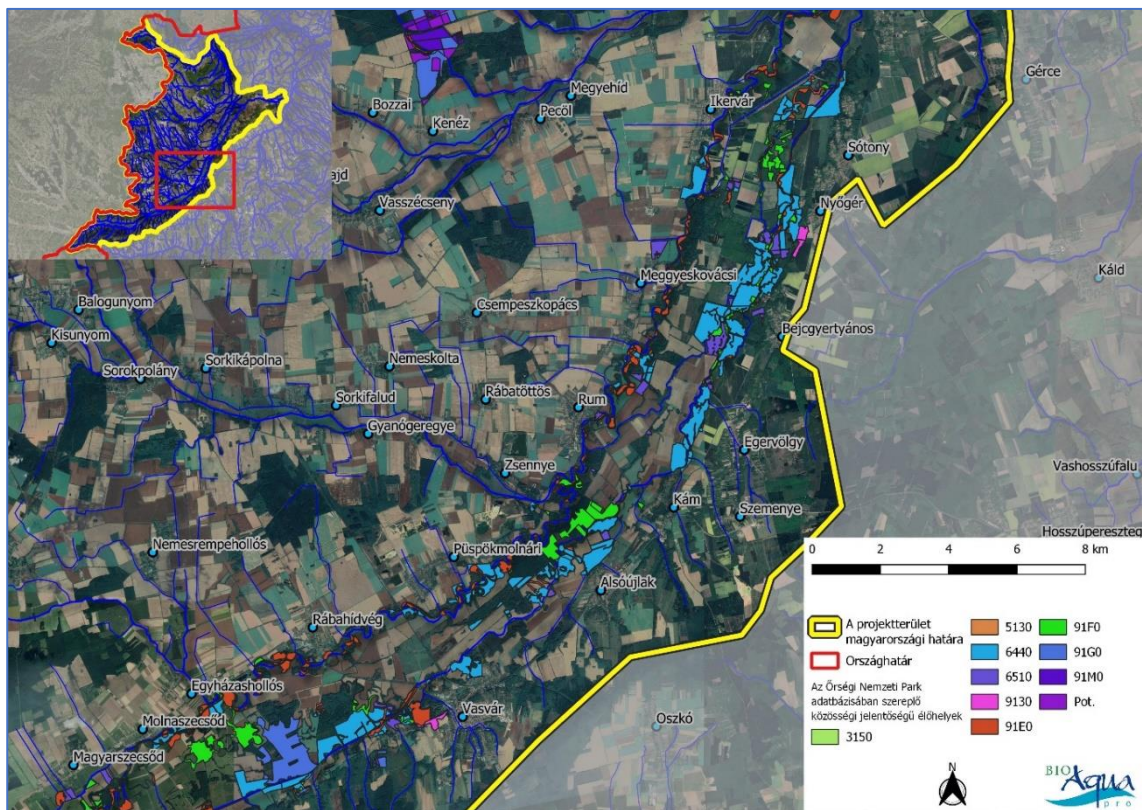 Gérce
Megyehíd
Bozzai
Pecöl
Ikervár
Kenéz
Sótony
ajd
Vasszécseny
Nyőgér
Káld
Meggyeskovácsi
Balogunyom
Csempeszkopács
Kisunyom
Bejcgyertyános
Sorkikápolna
Nemeskolta
Sorokpolány
Rábatöttös
Sorkifalud
Rum
Gyanógeregye
Egervölgy
Zsennye
Vashosszúfalu
Kám
Szemenye
Hosszúpereszteg
Nemesrempehollós
Püspökmolnári
0 2 4 6 8 km
Alsóújlak
Rábahídvég
A projektterület
magyarországi határa
Országhatár
Az Őrségi Nemzeti Park
adatbázisában szereplő
közösségi jelentőségű élőhelyek
3150
5130
6440
6510
9130
91E0
91F0
91G0
91M0
Pot.
Egyházashollós
Molnaszecsőd
Vasvár
Oszkó
Magyarszecsőd
N
BIO
Aqua
pro